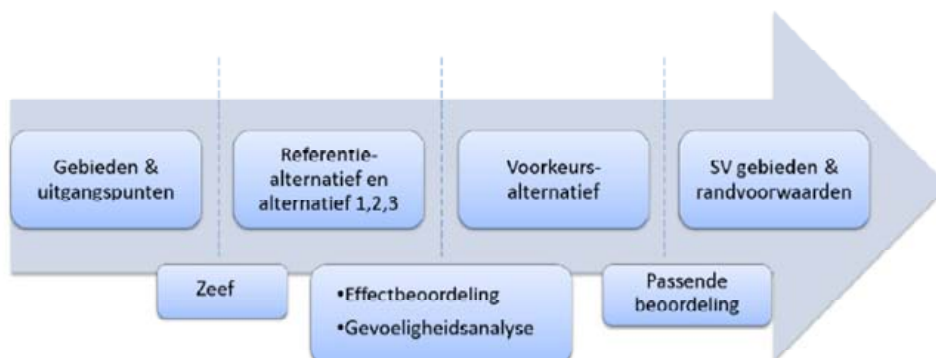 Gebieden &
uitgangspunten
Referentie-
alternatief en
alternatief 1,2,3
Voorkeurs-
alternatief
SV gebieden &
randvoorwaarden
Zeef
•Effectbeoordeling
•Gevoeligheidsanalyse
Passende
beoordeling